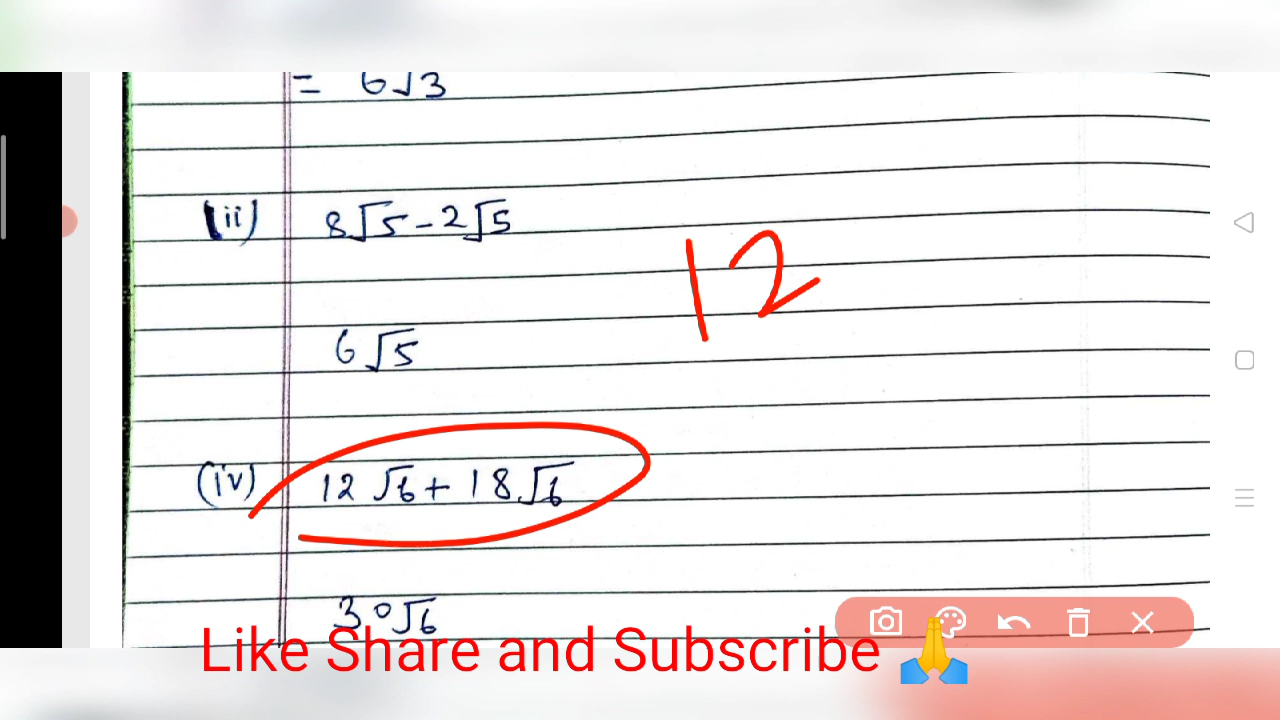 = 6√3
(ii) 8√5 - 2√5
12
6√5
(iv) 12√6 + 18√6
30√6
Like Share and Subscribe 🙏